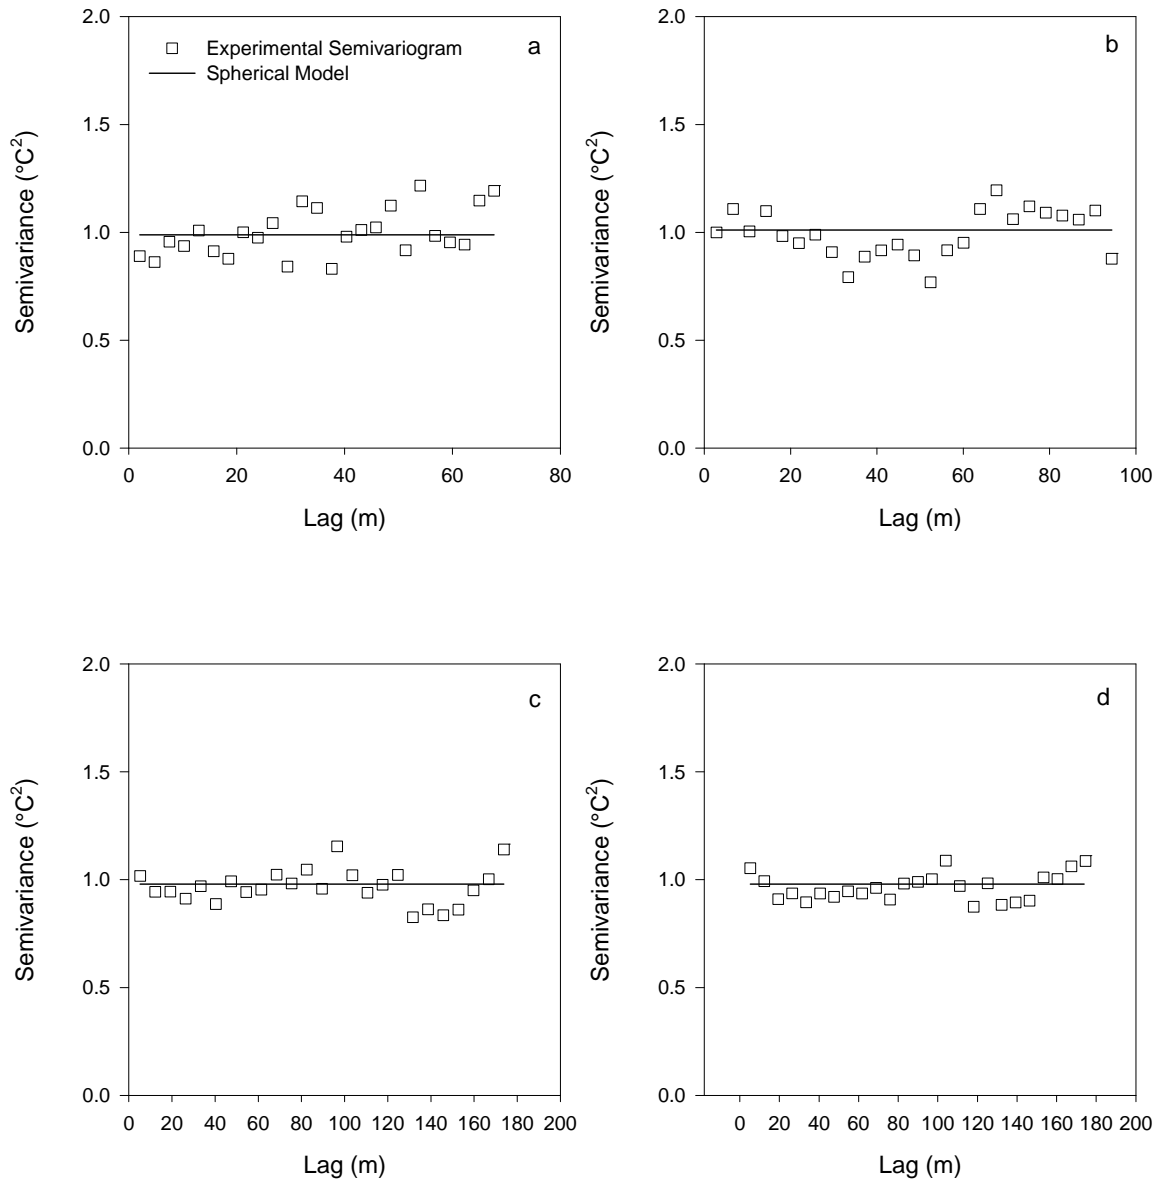 2.0
Experimental Semivariogram
Spherical Model
a
1.5
1.0
0.5
0.0
Semivariance (°C²)
0 20 40 60 80
Lag (m)
2.0
b
1.5
1.0
0.5
0.0
Semivariance (°C²)
0 20 40 60 80 100
Lag (m)
2.0
c
1.5
1.0
0.5
0.0
Semivariance (°C²)
0 20 40 60 80 100 120 140 160 180 200
Lag (m)
2.0
d
1.5
1.0
0.5
0.0
Semivariance (°C²)
0 20 40 60 80 100 120 140 160 180 200
Lag (m)